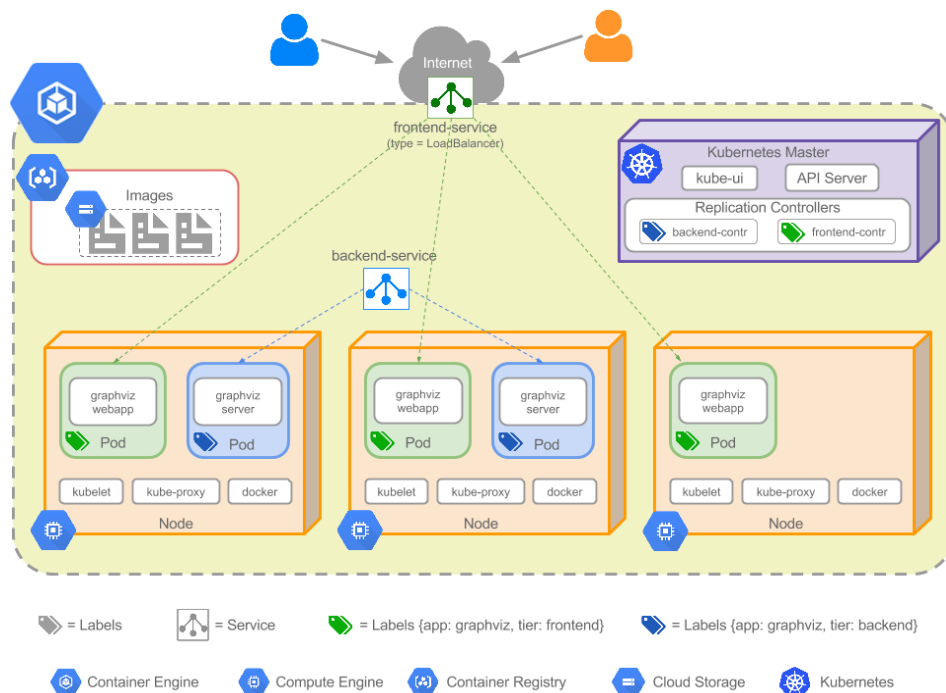 Internet
frontend-service
(type = LoadBalancer)
Kubernetes Master
kube-ui
API Server
Replication Controllers
backend-contr
frontend-contr
Images
backend-service
graphviz
webapp
Pod
graphviz
server
Pod
kubelet
kube-proxy
docker
Node
graphviz
webapp
Pod
graphviz
server
Pod
kubelet
kube-proxy
docker
Node
graphviz
webapp
Pod
kubelet
kube-proxy
docker
Node
= Labels
= Service
= Labels {app: graphviz, tier: frontend}
= Labels {app: graphviz, tier: backend}
Container Engine
Compute Engine
Container Registry
Cloud Storage
Kubernetes